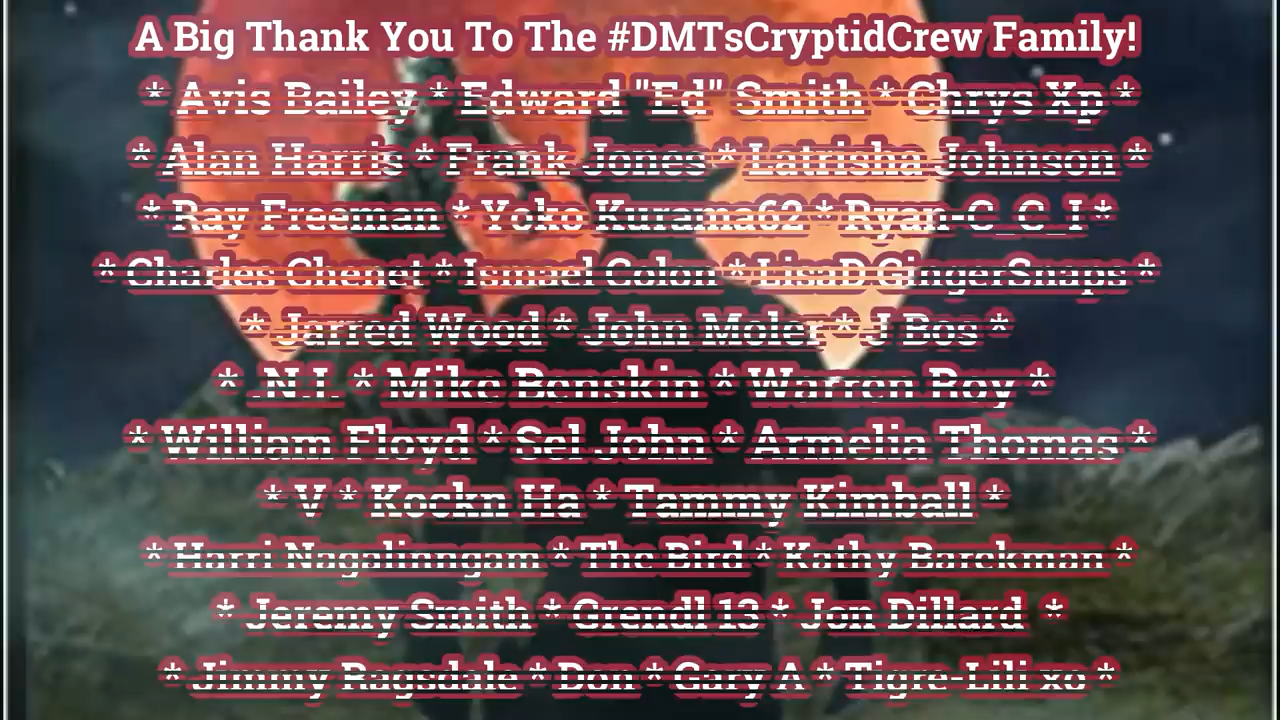 A Big Thank You To The #DMTsCryptidCrew Family!
* Avis Bailey * Edward "Ed" Smith * Chrys Xp *
* Alan Harris * Frank Jones * Latrisha Johnson *
* Ray Freeman * Yoko Kurama62 * Ryan-C_C_I *
* Charles Chenet * Ismael Colon * LisaD GingerSnaps *
* Jarred Wood * John Moler * J Bos *
* .N.I. * Mike Benskin * Warren Roy *
* William Floyd * Sel John * Armelia Thomas *
* V * Kockn Ha * Tammy Kimball *
* Harri Nagalinngam * The Bird * Kathy Barckman *
* Jeremy Smith * Grendl 13 * Jon Dillard *
* Jimmy Ragsdale * Don * Gary A * Tigre-Lili xo *